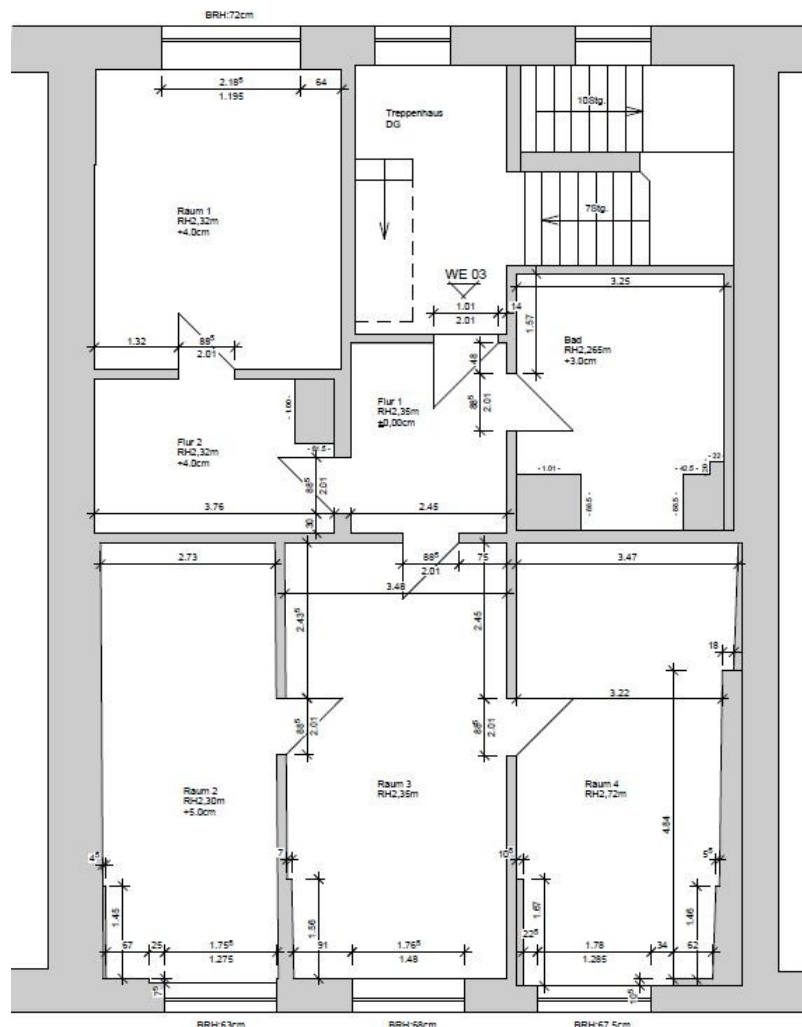 BRH:72cm
2.18⁵
64
1.195
10Stg.
Treppenhaus
DG
Raum 1
RH2,32m
+4.0cm
7Stg.
WE 03
3.25
1.01
14
2.01
1.57
Bad
RH2,265m
+3.0cm
1.32
88⁵
2.01
48
88⁵
2.01
Flur 1
RH2,35m
±0,00cm
- 1.00 -
Flur 2
RH2,32m
+4.0cm
- 61.5 -
88⁵
2.01
- 1.01 -
- 42.5 -
20
- 22 -
- 66.5 -
- 68.5 -
3.76
30
2.45
2.73
88⁵
75
2.01
3.47
3.48
2.43⁵
2.45
18
3.22
88⁵
2.01
88⁵
2.01
Raum 2
RH2,30m
+5.0cm
Raum 3
RH2,35m
Raum 4
RH2,72m
4.84
4⁵
7
10⁵
5⁵
1.45
1.56
1.67
1.46
67
25
1.75⁵
1.275
91
1.76⁵
1.48
22⁵
1.78
1.285
34
62
7⁵
10⁵
BRH:63cm
BRH:68cm
BRH:67,5cm